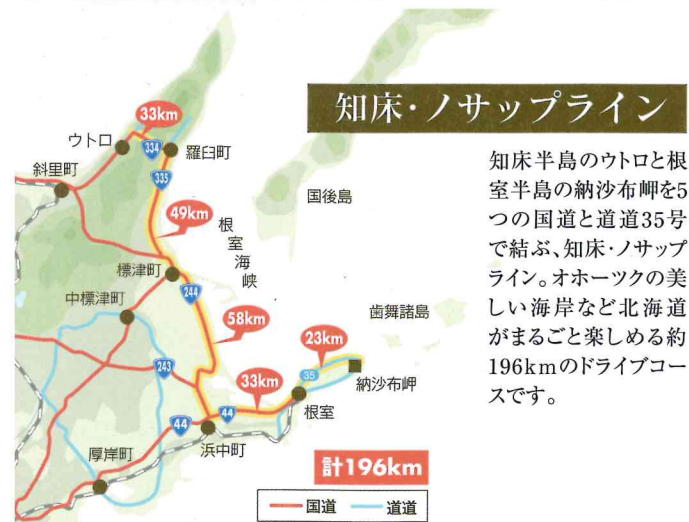 知床・ノサップライン
知床半島のウトロと根
室半島の納沙布岬を5
つの国道と道道35号
で結ぶ、知床・ノサップ
ライン。オホーツクの美
しい海岸など北海道
がまるごと楽しめる約
196kmのドライブコー
スです。
33km
ウトロ
334
羅臼町
斜里町
335
国後島
49km
根室海峡
標津町
244
中標津町
58km
歯舞諸島
23km
243
33km
35
納沙布岬
44
44
根室
浜中町
厚岸町
計196km
国道
道道